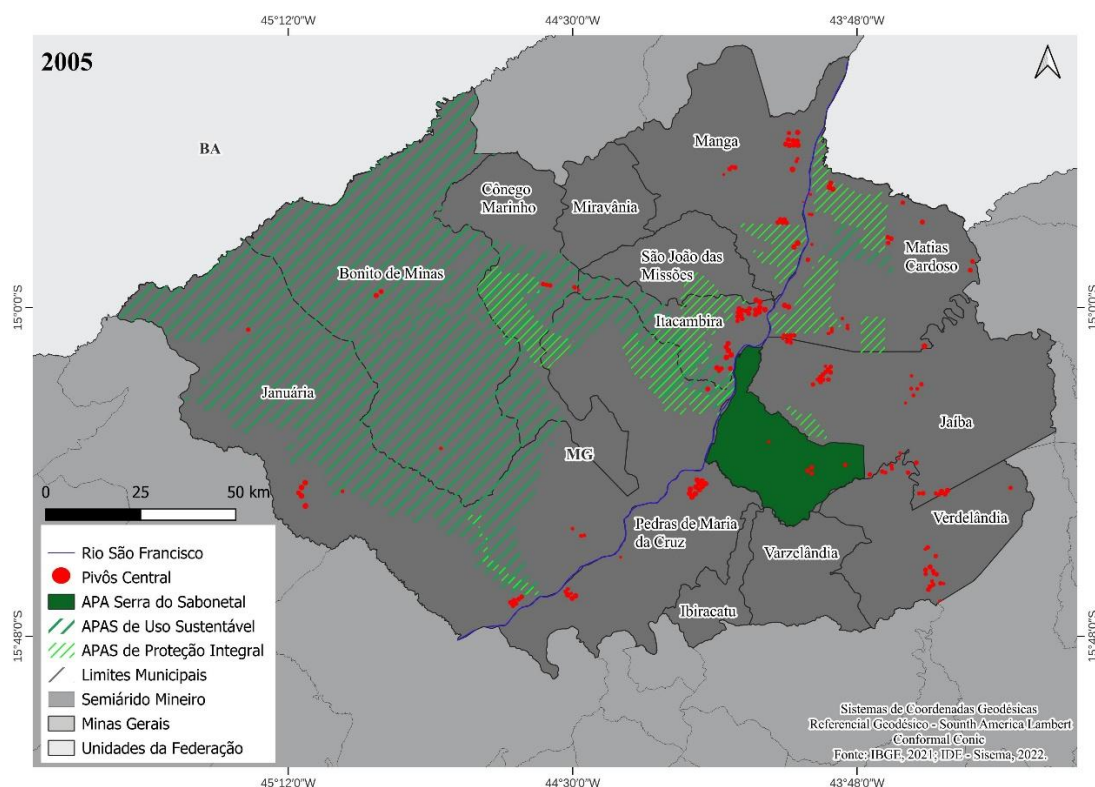 45°12'0"W 44°30'0"W 43°48'0"W
2005
BA
Manga
Cônego
Marinho
Miravânia
São João das
Missões
Matias
Cardoso
Bonito de Minas
15°0'0"S
15°0'0"S
Itacambira
Januária
Jaíba
MG
0 25 50 km
Pedras de Maria
da Cruz
Verdelândia
Varzelândia
Ibiracatu
15°48'0"S
15°48'0"S
Rio São Francisco
Pivôs Central
APA Serra do Sabonetal
APAS de Uso Sustentável
APAS de Proteção Integral
Limites Municipais
Semiárido Mineiro
Minas Gerais
Unidades da Federação
Sistemas de Coordenadas Geodésicas
Referencial Geodésico - Sounth America Lambert
Conformal Conic
Fonte: IBGE, 2021; IDE - Sisema, 2022.
45°12'0"W 44°30'0"W 43°48'0"W